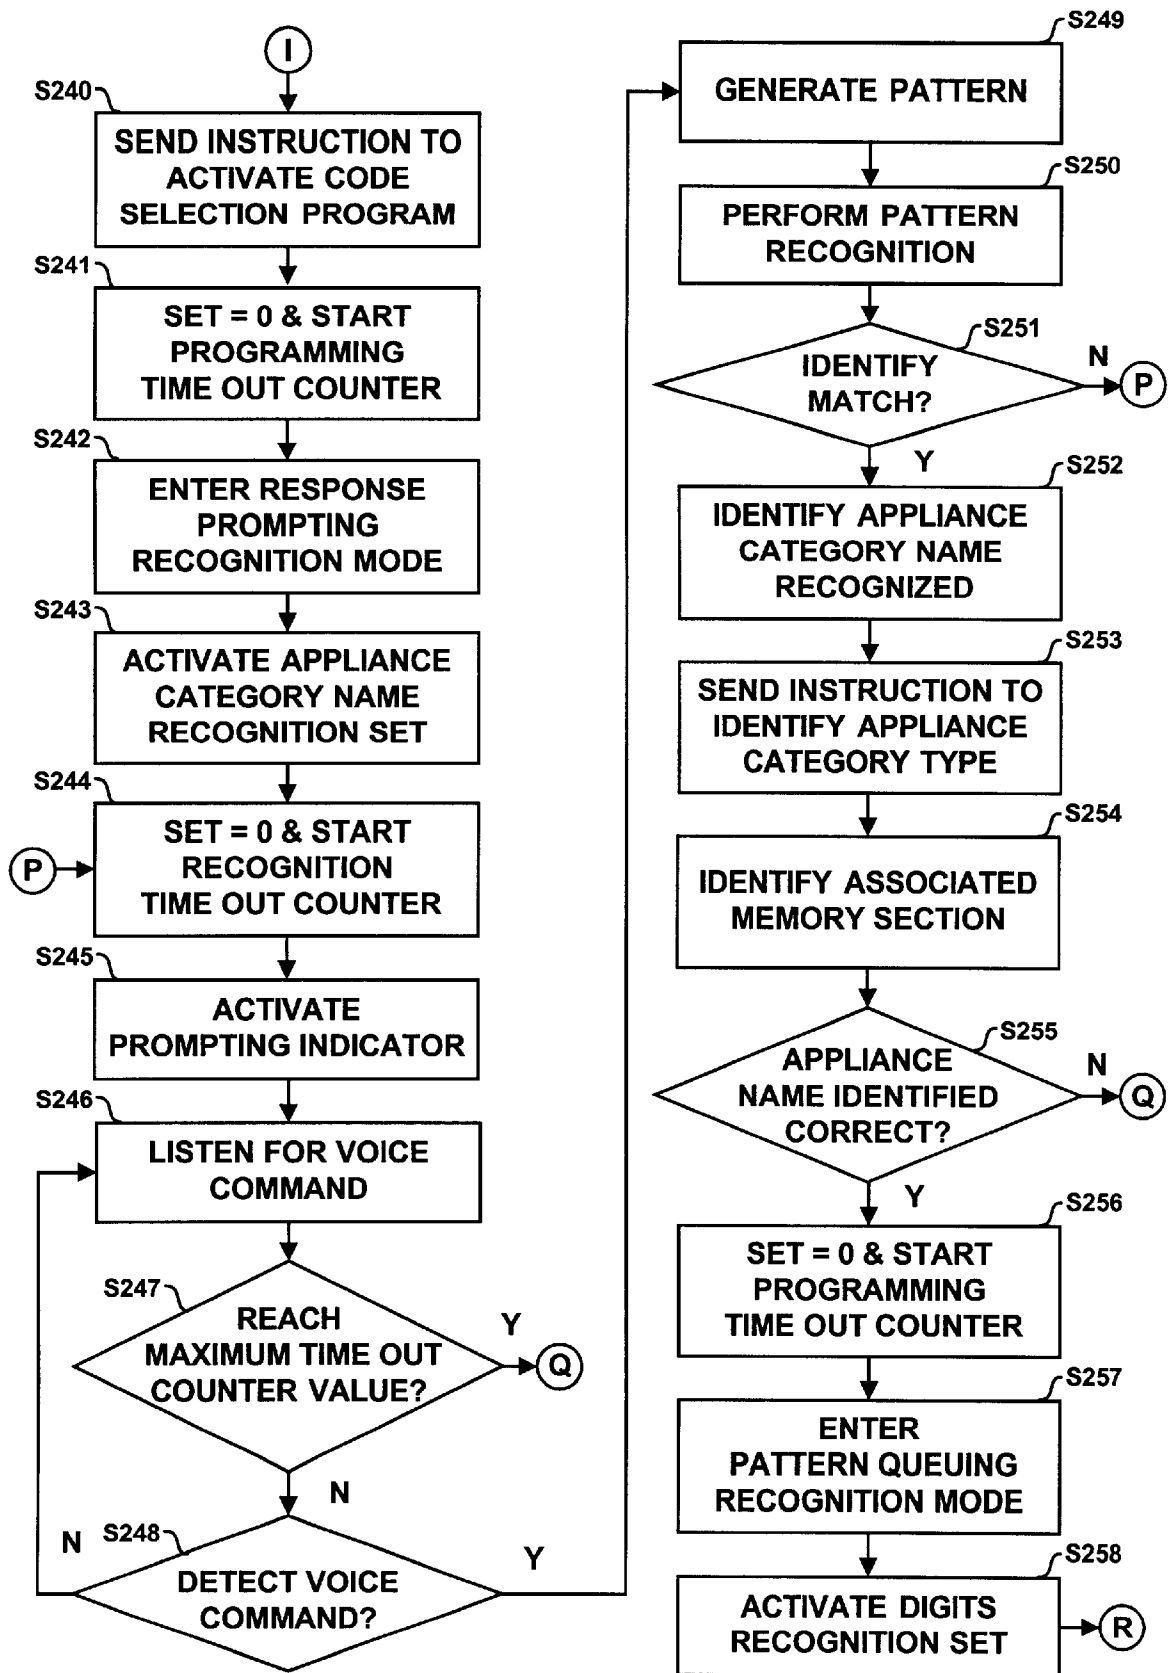 I
S240
SEND INSTRUCTION TO
ACTIVATE CODE
SELECTION PROGRAM
S241
SET = 0 & START
PROGRAMMING
TIME OUT COUNTER
S242
ENTER RESPONSE
PROMPTING
RECOGNITION MODE
S243
ACTIVATE APPLIANCE
CATEGORY NAME
RECOGNITION SET
S244
P
SET = 0 & START
RECOGNITION
TIME OUT COUNTER
S245
ACTIVATE
PROMPTING INDICATOR
S246
LISTEN FOR VOICE
COMMAND
S247
REACH
MAXIMUM TIME OUT
COUNTER VALUE?
Y
Q
N
S248
N
DETECT VOICE
COMMAND?
Y
S249
GENERATE PATTERN
S250
PERFORM PATTERN
RECOGNITION
S251
IDENTIFY
MATCH?
N
P
Y
S252
IDENTIFY APPLIANCE
CATEGORY NAME
RECOGNIZED
S253
SEND INSTRUCTION TO
IDENTIFY APPLIANCE
CATEGORY TYPE
S254
IDENTIFY ASSOCIATED
MEMORY SECTION
S255
APPLIANCE
NAME IDENTIFIED
CORRECT?
N
Q
Y
S256
SET = 0 & START
PROGRAMMING
TIME OUT COUNTER
S257
ENTER
PATTERN QUEUING
RECOGNITION MODE
S258
ACTIVATE DIGITS
RECOGNITION SET
R